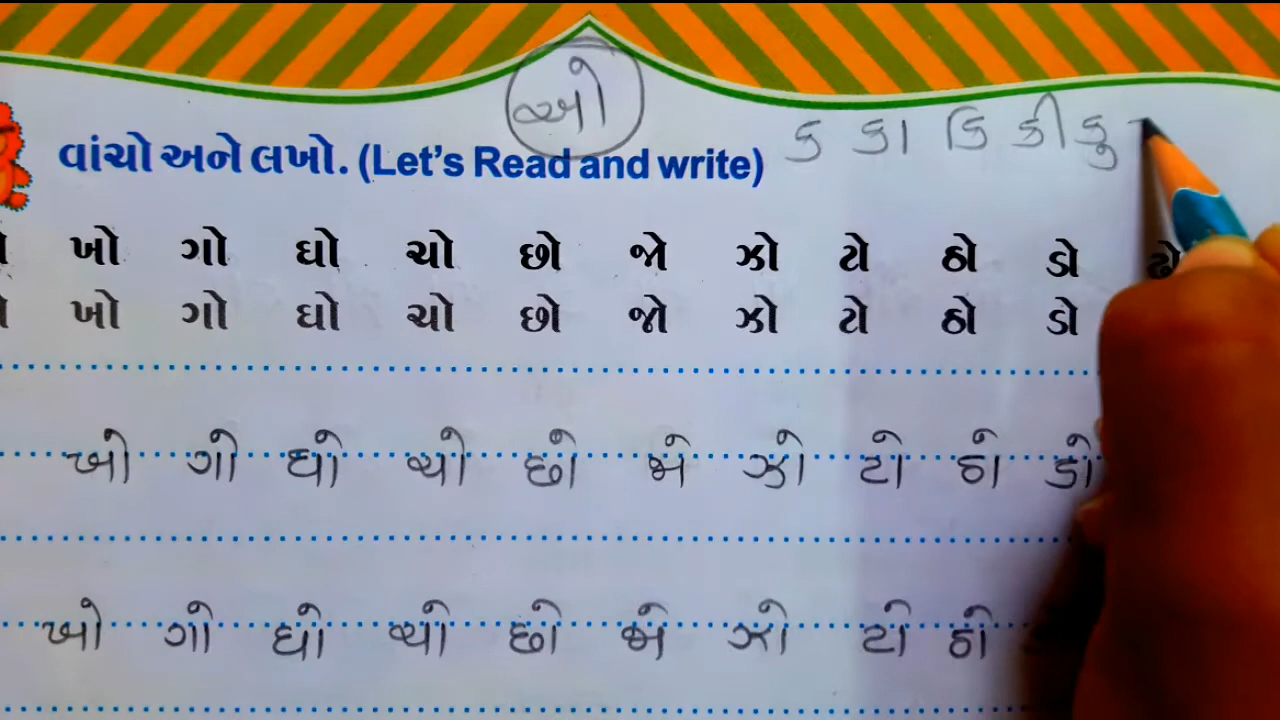 ઓ
ક કા કિ કી કુ
વાંચો અને લખો. (Let's Read and write)
ખો ગો ઘો ચો છો જો ઝો ટો ઠો ડો ઢો
ખો ગો ઘો ચો છો જો ઝો ટો ઠો ડો
ખો ગો ઘો ચો છો જો ઝો ટો ઠો ડો
ખો ગો ઘો ચો છો જો ઝો ટો ઠો